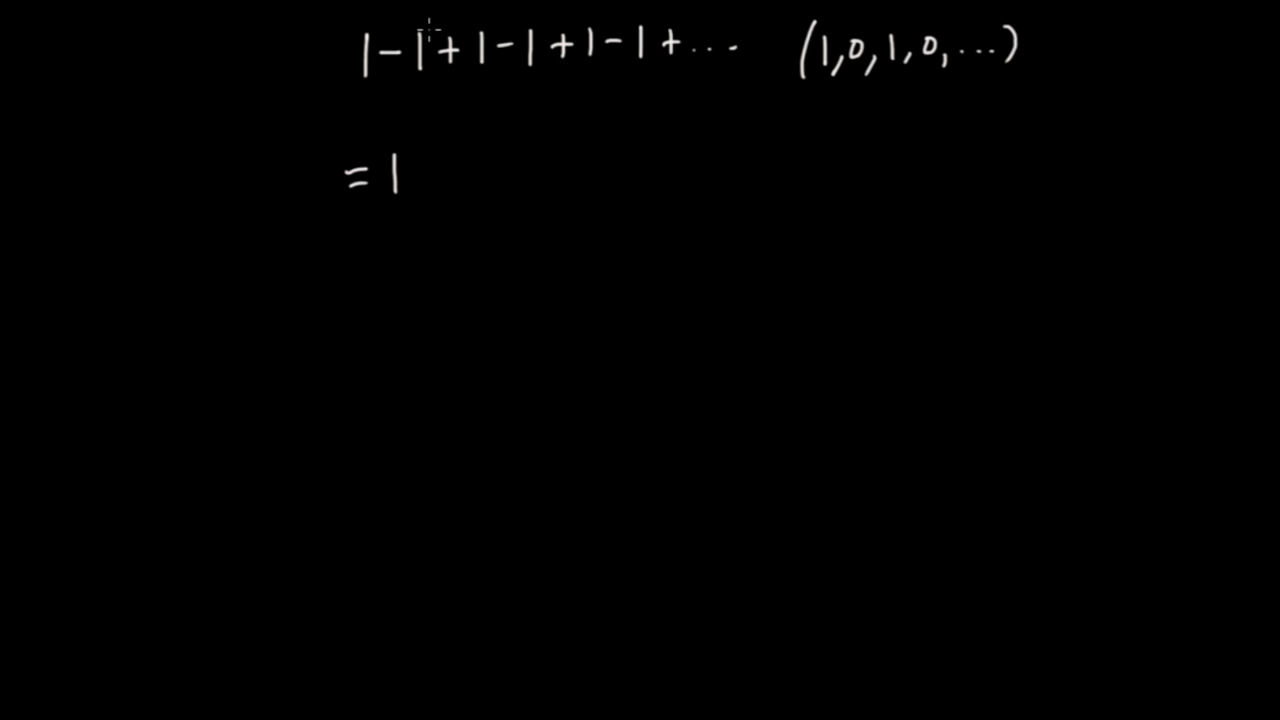 1 - 1 + 1 - 1 + 1 - 1 + ... (1, 0, 1, 0, ...)
= 1